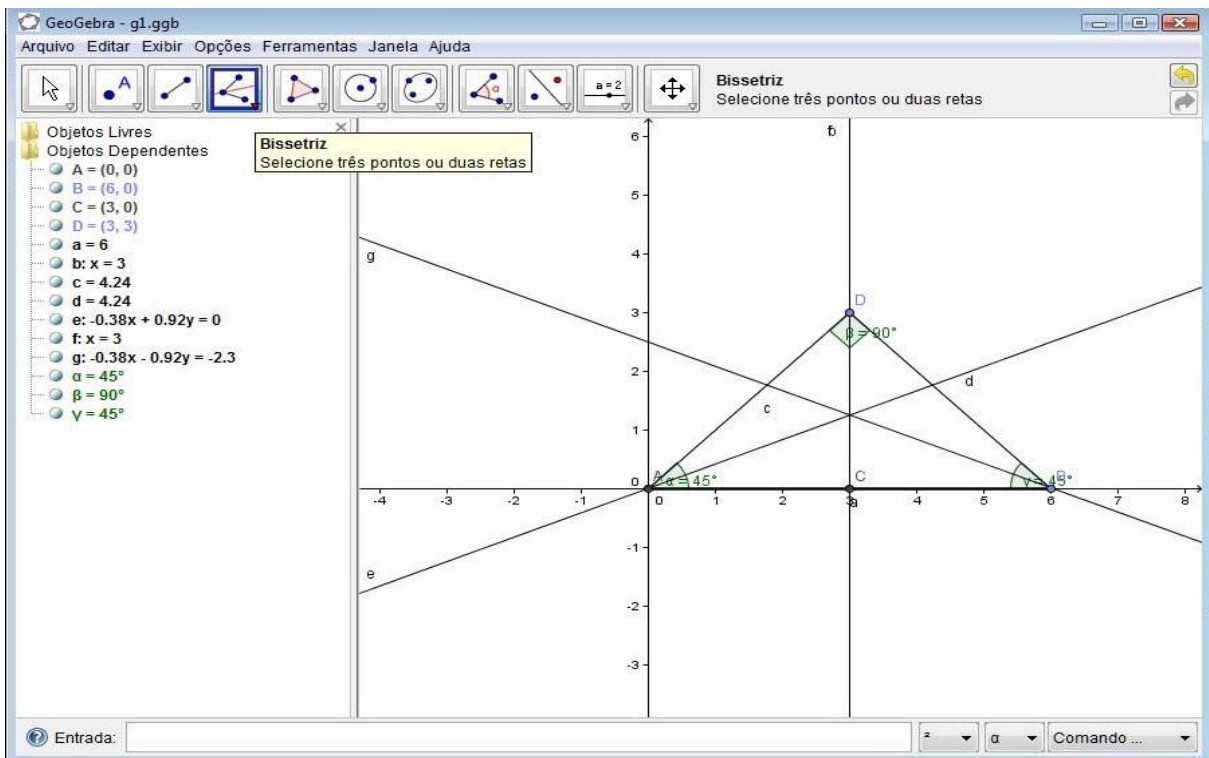 GeoGebra - g1.ggb
Arquivo Editar Exibir Opções Ferramentas Janela Ajuda
A
α
a = 2
Bissetriz
Selecione três pontos ou duas retas
Objetos Livres
Objetos Dependentes
A = (0, 0)
B = (6, 0)
C = (3, 0)
D = (3, 3)
a = 6
b: x = 3
c = 4.24
d = 4.24
e: -0.38x + 0.92y = 0
f: x = 3
g: -0.38x - 0.92y = -2.3
α = 45°
β = 90°
γ = 45°
Bissetriz
Selecione três pontos ou duas retas
6
5
4
3
2
1
0
-1
-2
-3
-4 -3 -2 -1 0 1 2 3 4 5 6 7 8
g
D
β = 90°
d
c
A
α = 45°
C
a
B
γ = 45°
e
Entrada:
²
α
Comando ...